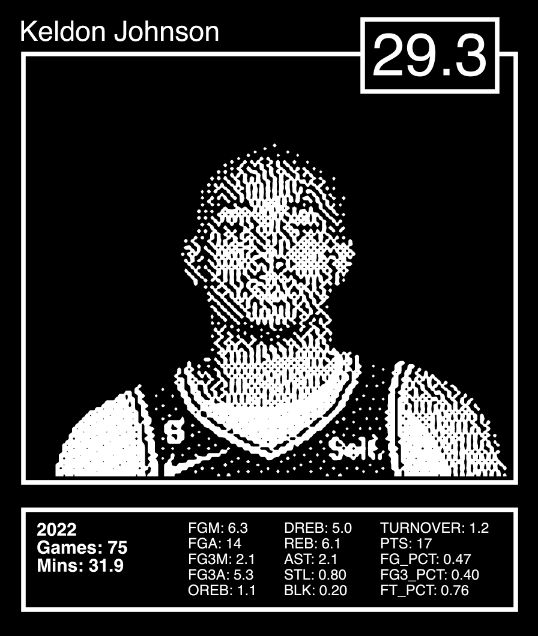 Keldon Johnson
29.3
S
Self.
2022
Games: 75
Mins: 31.9
FGM: 6.3
FGA: 14
FG3M: 2.1
FG3A: 5.3
OREB: 1.1
DREB: 5.0
REB: 6.1
AST: 2.1
STL: 0.80
BLK: 0.20
TURNOVER: 1.2
PTS: 17
FG_PCT: 0.47
FG3_PCT: 0.40
FT_PCT: 0.76